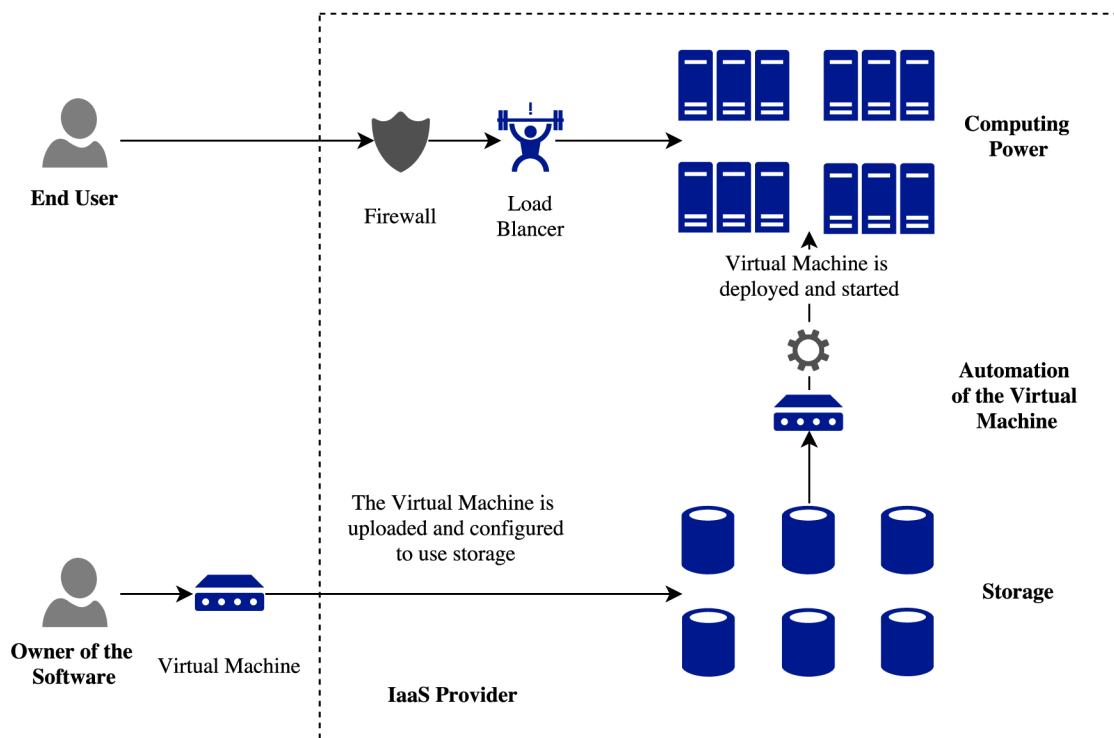 End User
Firewall
Load
Blancer
Computing
Power
Virtual Machine is
deployed and started
Automation
of the Virtual
Machine
The Virtual Machine is
uploaded and configured
to use storage
Storage
Owner of the
Software
Virtual Machine
IaaS Provider